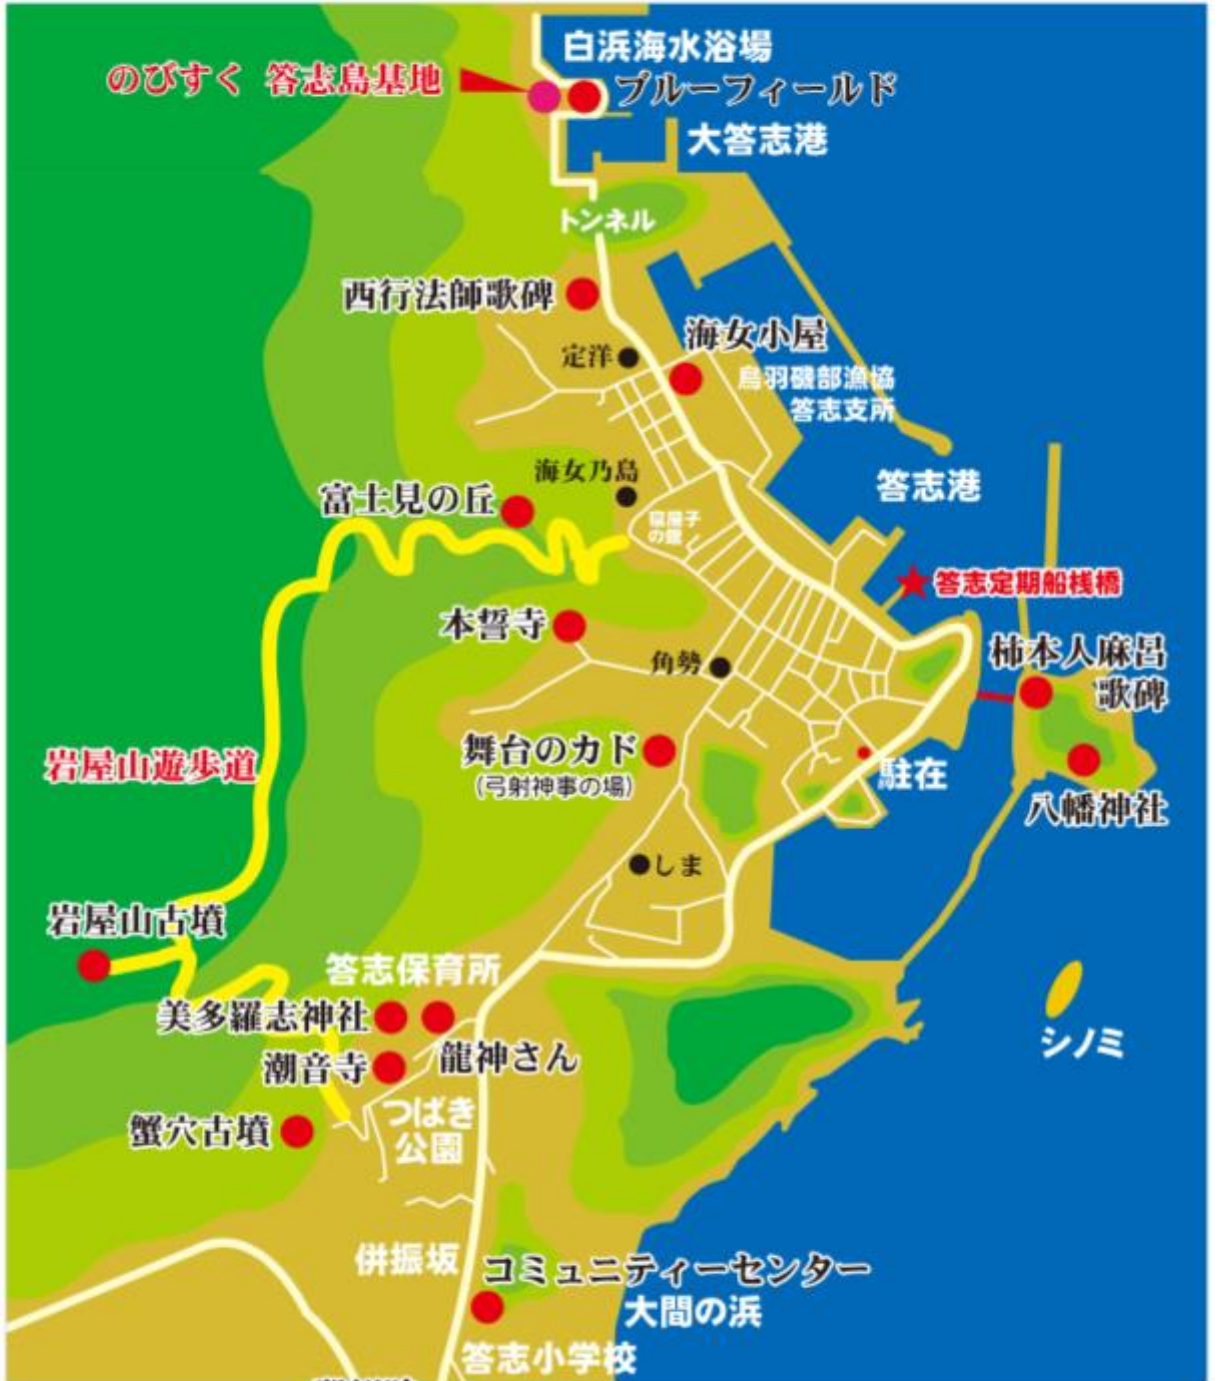 白浜海水浴場
のびすく 答志島基地
ブルーフィールド
大答志港
トンネル
西行法師歌碑
海女小屋
定洋
鳥羽磯部漁協
答志支所
海女乃島
答志港
富士見の丘
寝屋子
の館
答志定期船桟橋
本誓寺
柿本人麻呂
歌碑
角勢
舞台のカド
(弓射神事の場)
岩屋山遊歩道
駐在
八幡神社
しま
岩屋山古墳
答志保育所
美多羅志神社
シノミ
龍神さん
潮音寺
つばき
公園
蟹穴古墳
併振坂
コミュニティーセンター
大間の浜
答志小学校